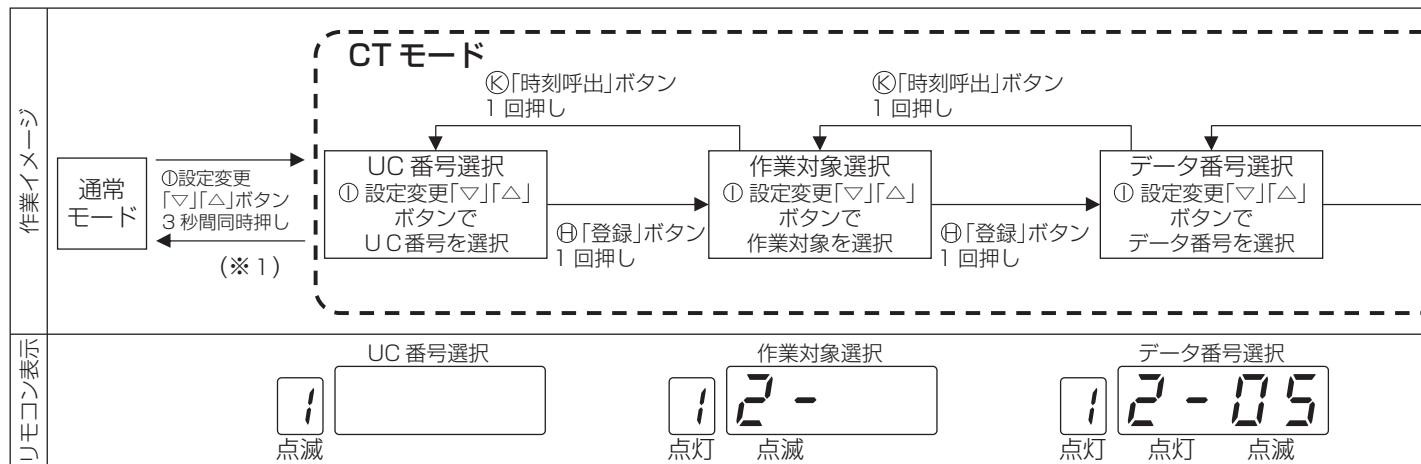 作業イメージ
CT モード
Ⓚ「時刻呼出」ボタン
1 回押し
Ⓚ「時刻呼出」ボタン
1 回押し
通常
モード
Ⓘ設定変更
「▽」「△」ボタン
3 秒間同時押し
(※1)
UC 番号選択
Ⓘ 設定変更「▽」「△」
ボタンで
UC番号を選択
Ⓗ「登録」ボタン
1 回押し
作業対象選択
Ⓘ 設定変更「▽」「△」
ボタンで
作業対象を選択
Ⓗ「登録」ボタン
1 回押し
データ番号選択
Ⓘ 設定変更「▽」「△」
ボタンで
データ番号を選択
リモコン表示
UC 番号選択
1
点滅
作業対象選択
1 2-
点灯 点滅
データ番号選択
1 2-05
点灯 点灯 点滅